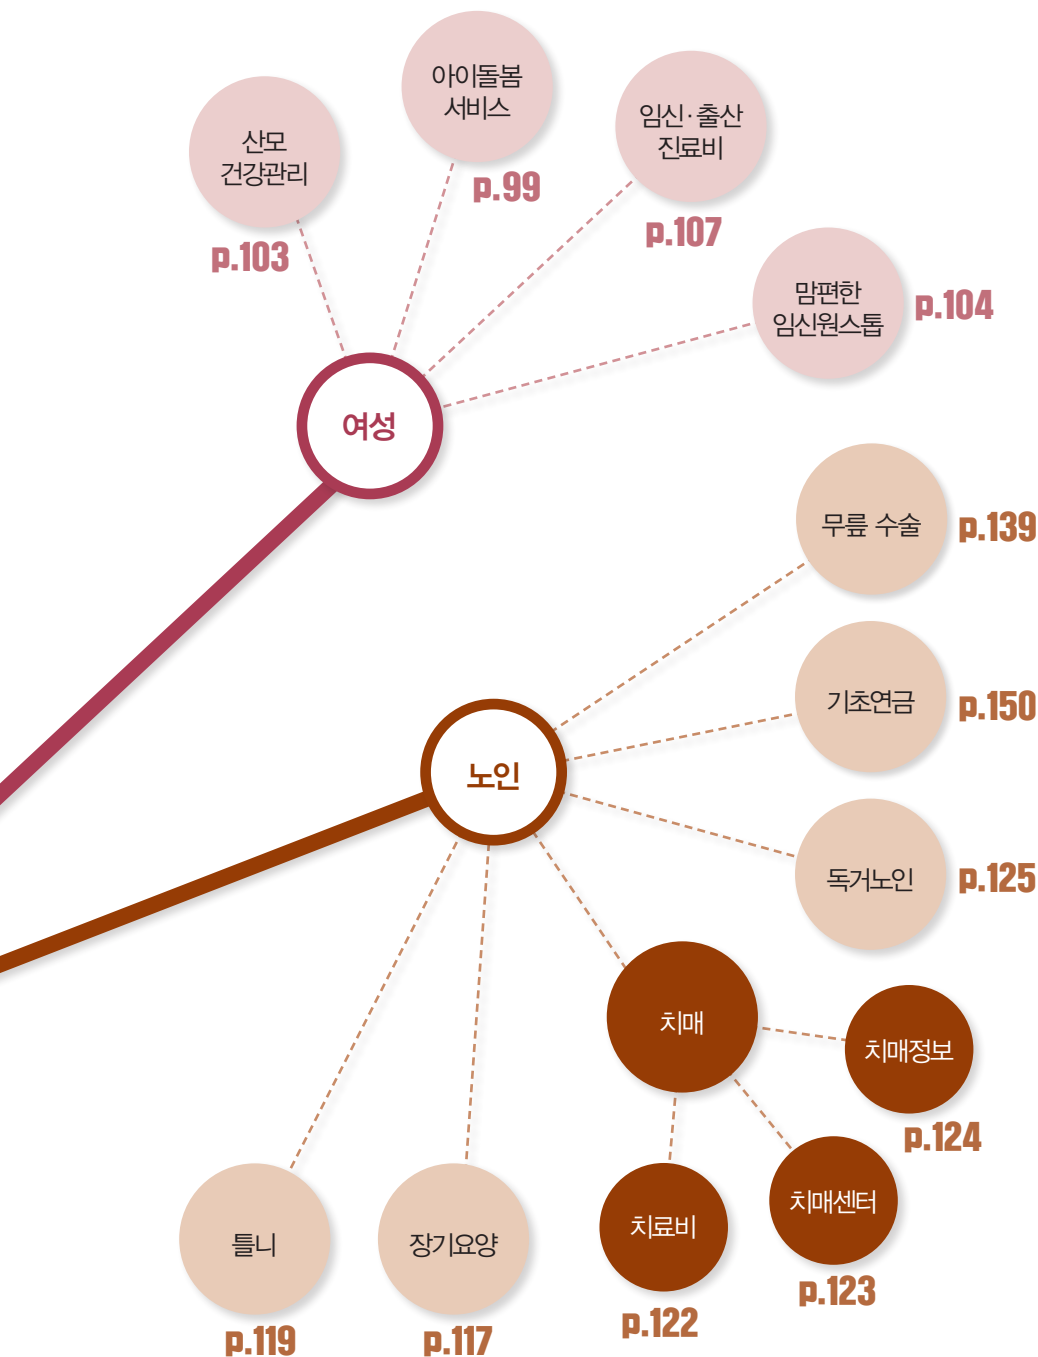 아이돌봄
서비스
p.99
임신·출산
진료비
p.107
산모
건강관리
p.103
맘편한
임신원스톱
p.104
여성
무릎 수술
p.139
기초연금
p.150
노인
독거노인
p.125
치매
치매정보
p.124
치매센터
p.123
치료비
p.122
장기요양
p.117
틀니
p.119